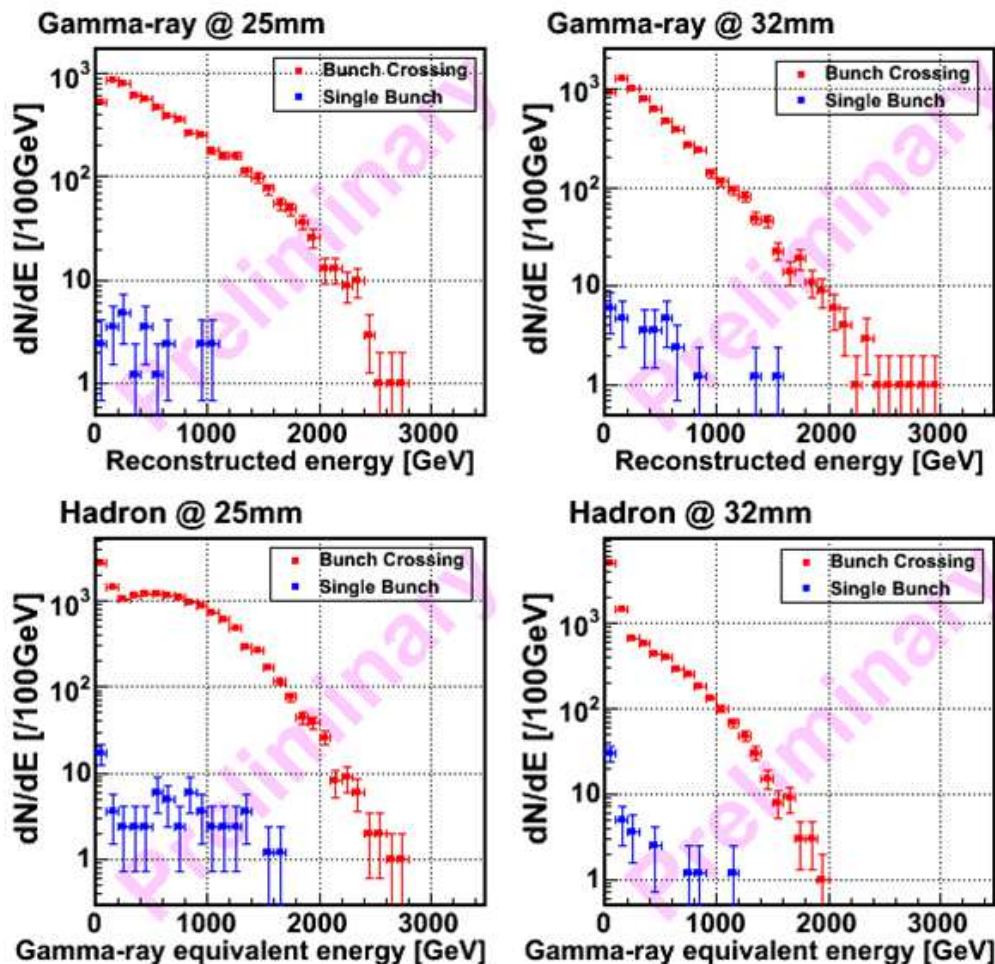 Gamma-ray @ 25mm
dN/dE [/100GeV]
10³
10²
10
1
0 1000 2000 3000
Reconstructed energy [GeV]
Bunch Crossing
Single Bunch
Preliminary
Gamma-ray @ 32mm
dN/dE [/100GeV]
10³
10²
10
1
0 1000 2000 3000
Reconstructed energy [GeV]
Bunch Crossing
Single Bunch
Preliminary
Hadron @ 25mm
dN/dE [/100GeV]
10³
10²
10
1
0 1000 2000 3000
Gamma-ray equivalent energy [GeV]
Bunch Crossing
Single Bunch
Preliminary
Hadron @ 32mm
dN/dE [/100GeV]
10³
10²
10
1
0 1000 2000 3000
Gamma-ray equivalent energy [GeV]
Bunch Crossing
Single Bunch
Preliminary